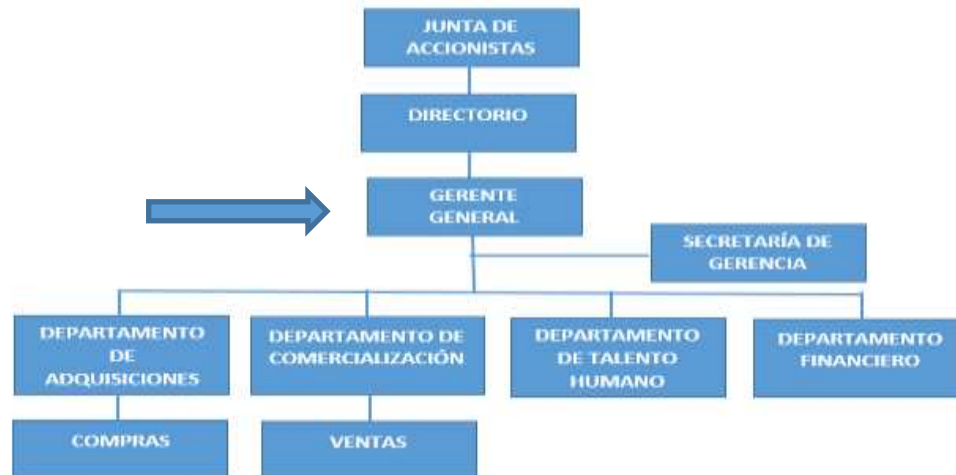 JUNTA DE
ACCIONISTAS
DIRECTORIO
GERENTE
GENERAL
SECRETARÍA DE
GERENCIA
DEPARTAMENTO
DE
ADQUISICIONES
DEPARTAMENTO DE
COMERCIALIZACIÓN
DEPARTAMENTO
DE TALENTO
HUMANO
DEPARTAMENTO
FINANCIERO
COMPRAS
VENTAS